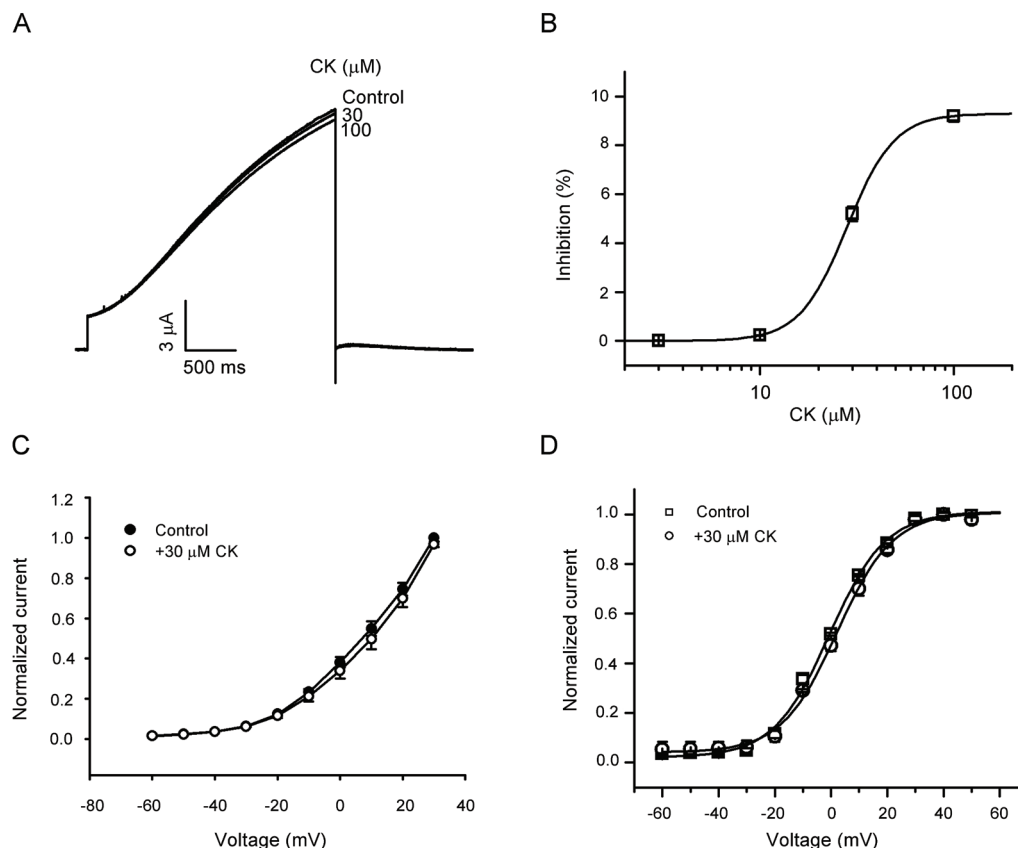 A
CK (μM)
Control
30
100
3 μA
500 ms
B
Inhibition (%)
10
8
6
4
2
0
10
100
CK (μM)
C
Normalized current
1.2
1.0
0.8
0.6
0.4
0.2
0.0
Control
+30 μM CK
-80
-60
-40
-20
0
20
40
Voltage (mV)
D
Normalized current
1.0
0.8
0.6
0.4
0.2
0.0
Control
+30 μM CK
-60
-40
-20
0
20
40
60
Voltage (mV)